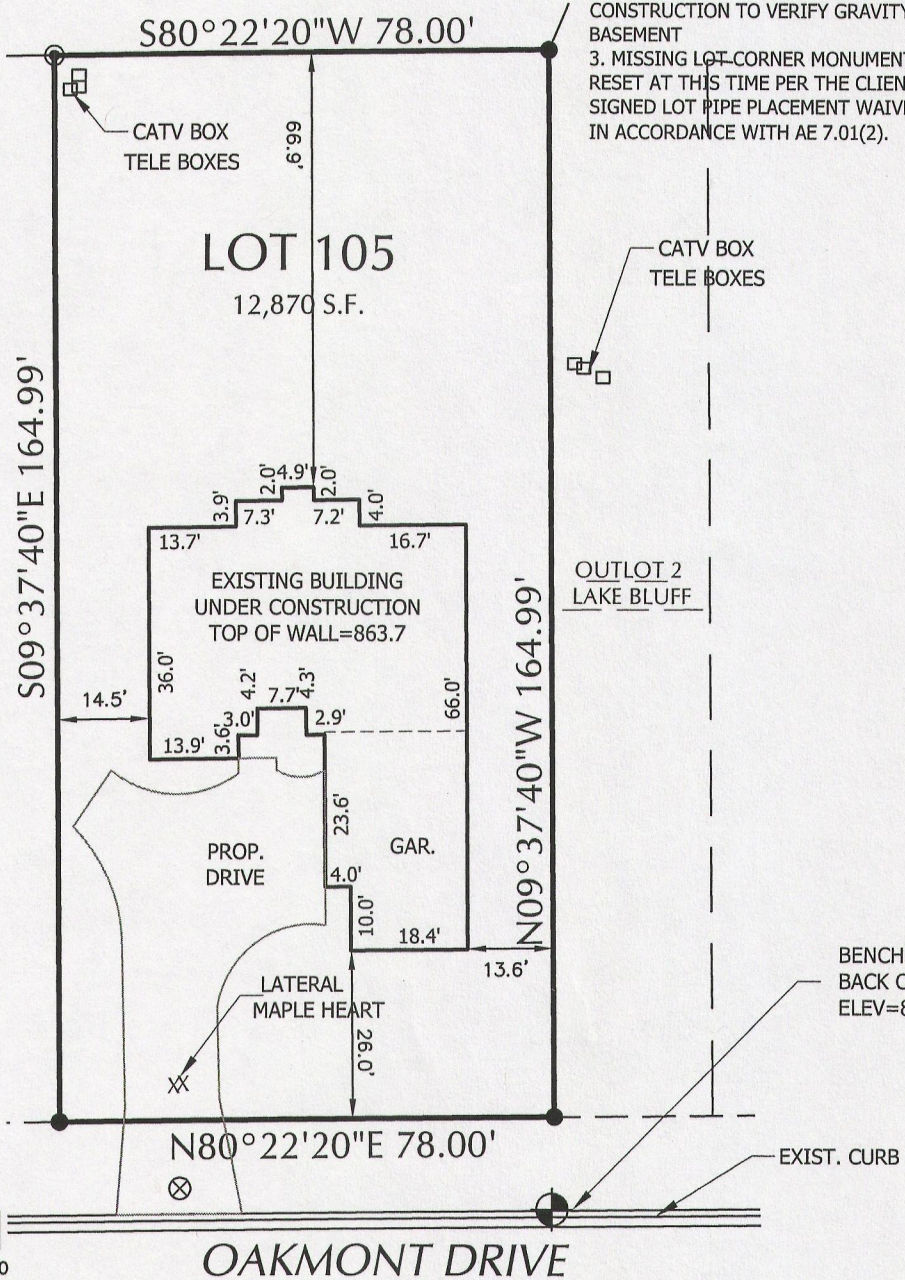 CONSTRUCTION TO VERIFY GRAVITY
BASEMENT
3. MISSING LOT CORNER MONUMENT
RESET AT THIS TIME PER THE CLIEN
SIGNED LOT PIPE PLACEMENT WAIV
IN ACCORDANCE WITH AE 7.01(2).
S80°22'20"W 78.00'
CATV BOX
TELE BOXES
66.9'
LOT 105
12,870 S.F.
CATV BOX
TELE BOXES
S09°37'40"E 164.99'
4.9'
2.0'
2.0'
3.9'
7.3'
7.2'
4.0'
13.7'
16.7'
EXISTING BUILDING
UNDER CONSTRUCTION
TOP OF WALL=863.7
OUTLOT 2
LAKE BLUFF
36.0'
4.2'
7.7'
4.3'
66.0'
14.5'
3.0'
2.9'
3.6'
13.9'
N09°37'40"W 164.99'
23.6'
GAR.
PROP.
DRIVE
4.0'
10.0'
18.4'
13.6'
BENCH
BACK
ELEV=8
LATERAL
MAPLE HEART
26.0'
N80°22'20"E 78.00'
EXIST. CURB
OAKMONT DRIVE